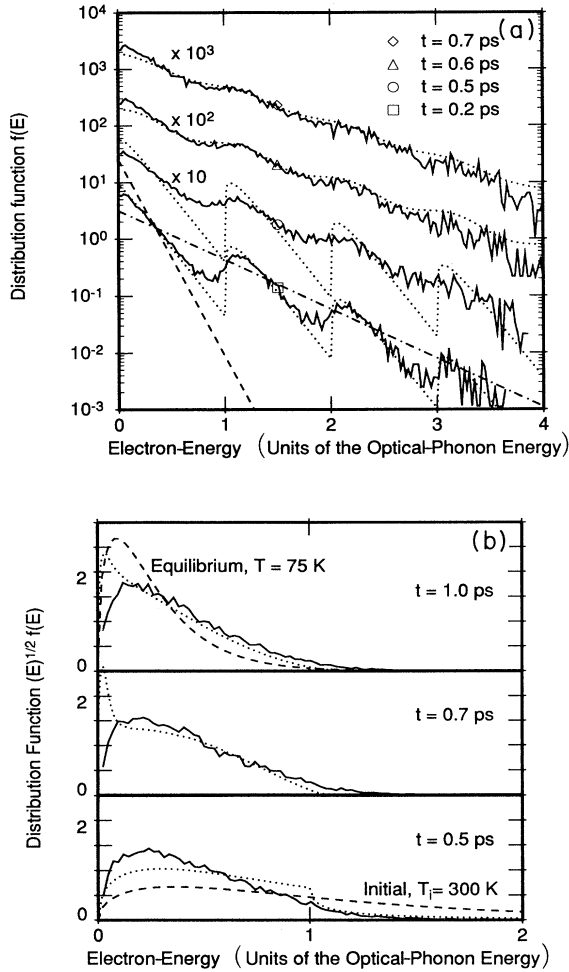 10⁴
(a)
t = 0.7 ps
x 10³
t = 0.6 ps
10³
t = 0.5 ps
t = 0.2 ps
10²
x 10²
Distribution function f(E)
10¹
x 10
10⁰
10⁻¹
10⁻²
10⁻³
0 1 2 3 4
Electron-Energy (Units of the Optical-Phonon Energy)
(b)
Equilibrium, T = 75 K
2
t = 1.0 ps
0
Distribution Function (E)¹/² f(E)
2
t = 0.7 ps
0
2
t = 0.5 ps
Initial, Tᵢ= 300 K
0
0 1 2
Electron-Energy (Units of the Optical-Phonon Energy)